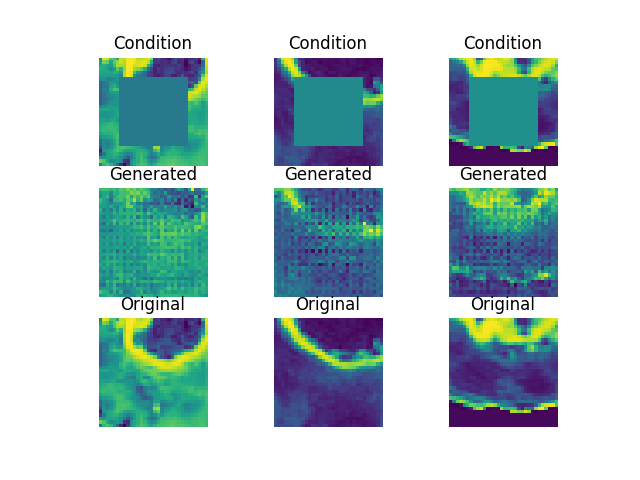 Condition Condition Condition
Generated Generated Generated
Original Original Original